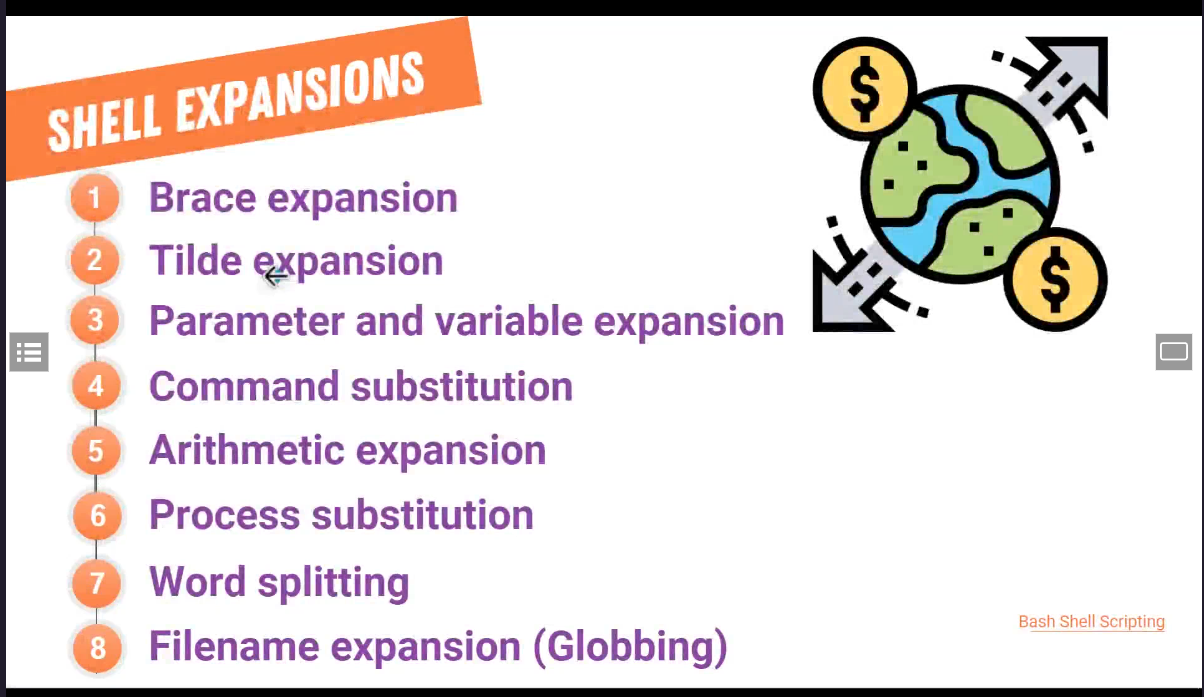 SHELL EXPANSIONS
1 Brace expansion
2 Tilde expansion
3 Parameter and variable expansion
4 Command substitution
5 Arithmetic expansion
6 Process substitution
7 Word splitting
8 Filename expansion (Globbing)
$
$
Bash Shell Scripting